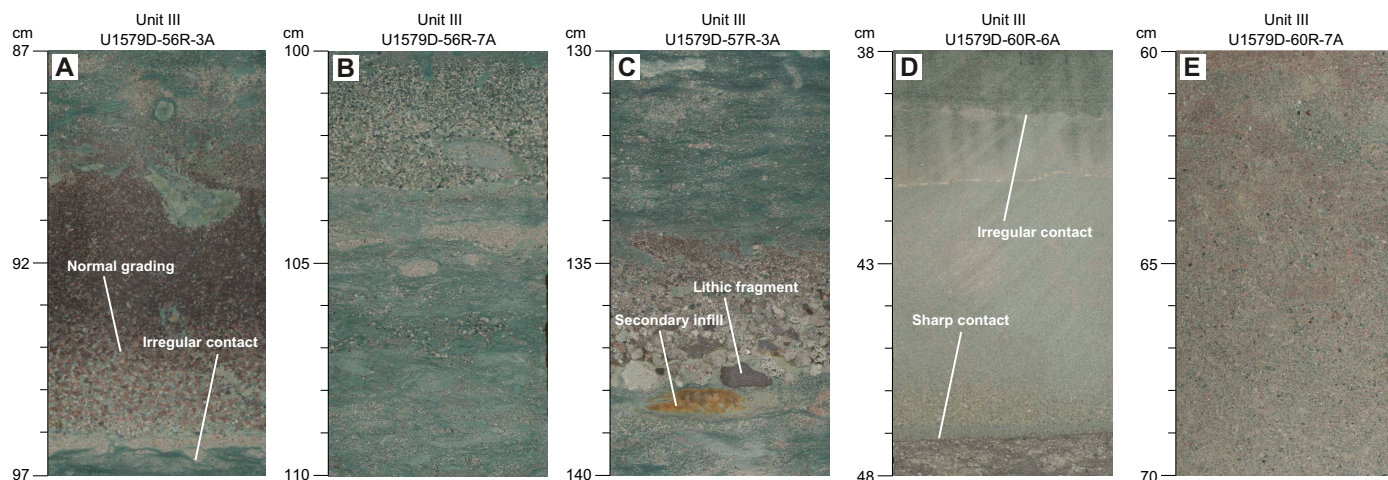 Unit III
U1579D-56R-3A
cm
87
A
Normal grading
92
Irregular contact
97
Unit III
U1579D-56R-7A
100
B
105
110
Unit III
U1579D-57R-3A
cm
130
C
135
Lithic fragment
Secondary infill
140
Unit III
U1579D-60R-6A
cm
38
D
Irregular contact
43
Sharp contact
48
Unit III
U1579D-60R-7A
cm
60
E
65
70
cm